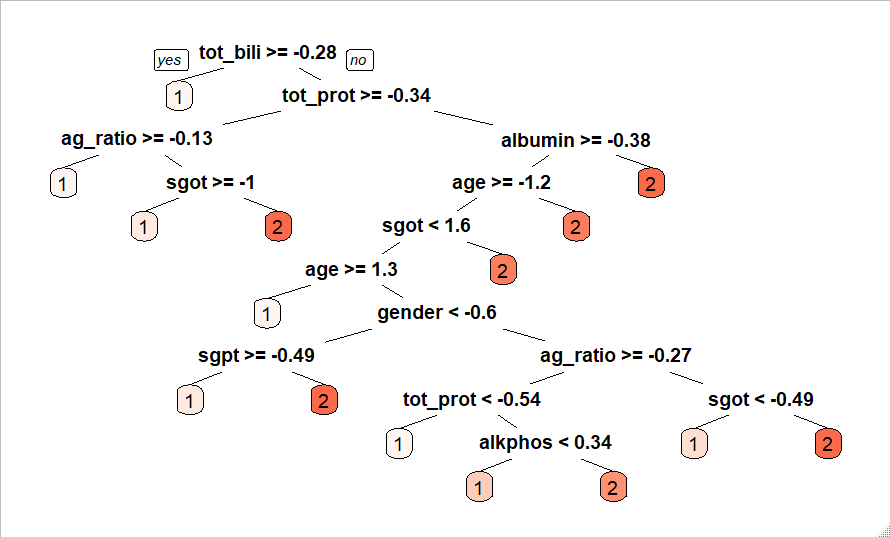 yes tot_bili >= -0.28 no
1 tot_prot >= -0.34
ag_ratio >= -0.13 albumin >= -0.38
1 sgot >= -1 age >= -1.2 2
1 2 sgot < 1.6 2
age >= 1.3 2
1 gender < -0.6
sgpt >= -0.49 ag_ratio >= -0.27
1 2 tot_prot < -0.54 sgot < -0.49
1 alkphos < 0.34 1 2
1 2